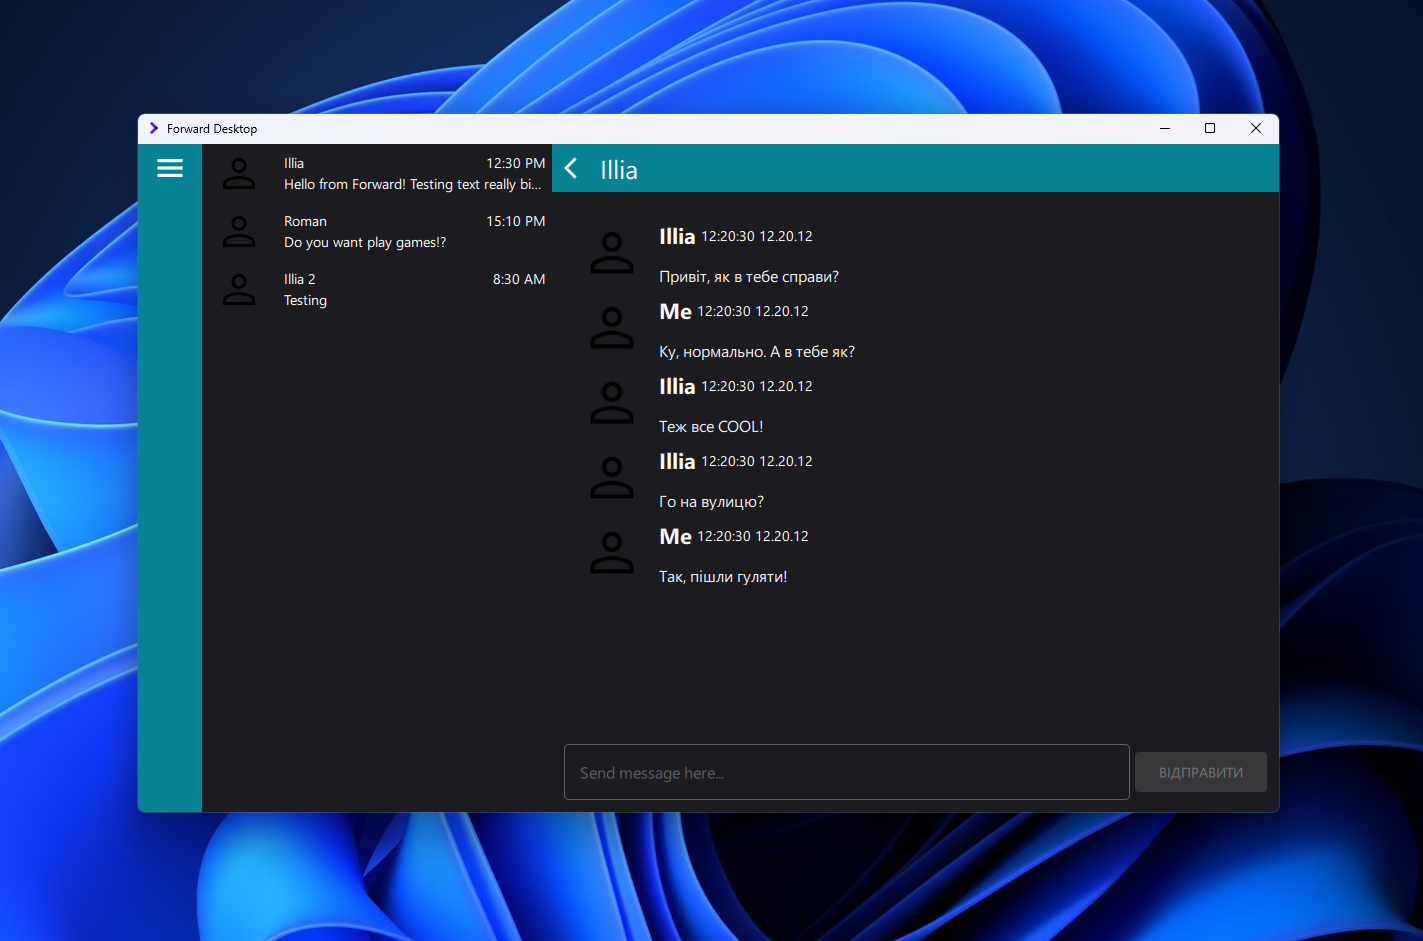 Forward Desktop
Illia 12:30 PM
Hello from Forward! Testing text really bi...
Roman 15:10 PM
Do you want play games!?
Illia 2 8:30 AM
Testing
Illia
Illia 12:20:30 12.20.12
Привіт, як в тебе справи?
Me 12:20:30 12.20.12
Ку, нормально. А в тебе як?
Illia 12:20:30 12.20.12
Теж все COOL!
Illia 12:20:30 12.20.12
Го на вулицю?
Me 12:20:30 12.20.12
Так, пішли гуляти!
Send message here...
ВІДПРАВИТИ